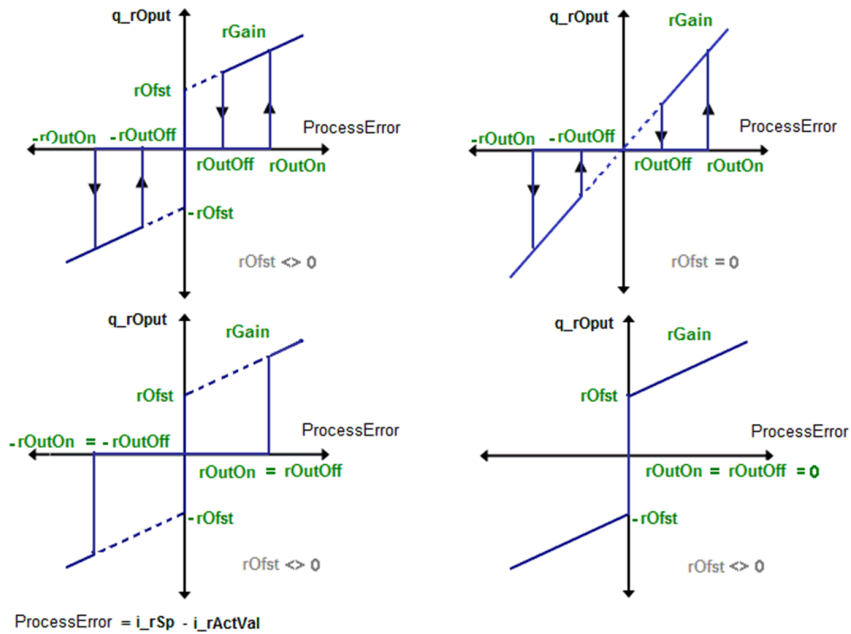 q_rOput
rGain
rOfst
ProcessError
-rOutOn
-rOutOff
rOutOff
rOutOn
-rOfst
rOfst <> 0
q_rOput
rGain
ProcessError
-rOutOn
-rOutOff
rOutOff
rOutOn
rOfst = 0
q_rOput
rGain
rOfst
ProcessError
-rOutOn = -rOutOff
rOutOn = rOutOff
-rOfst
rOfst <> 0
q_rOput
rGain
rOfst
ProcessError
rOutOn = rOutOff = 0
-rOfst
rOfst <> 0
ProcessError = i_rSp - i_rActVal